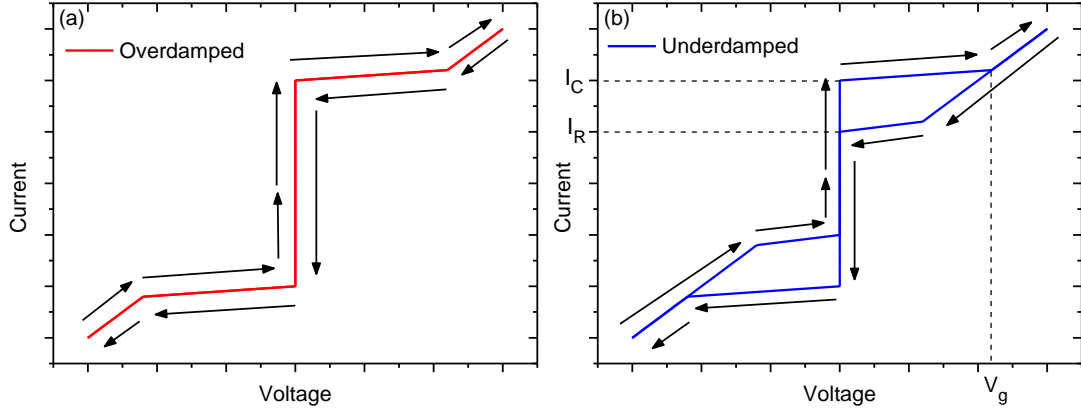 (a)
Overdamped
Current
Voltage
(b)
Underdamped
I_C
I_R
Current
Voltage
V_g